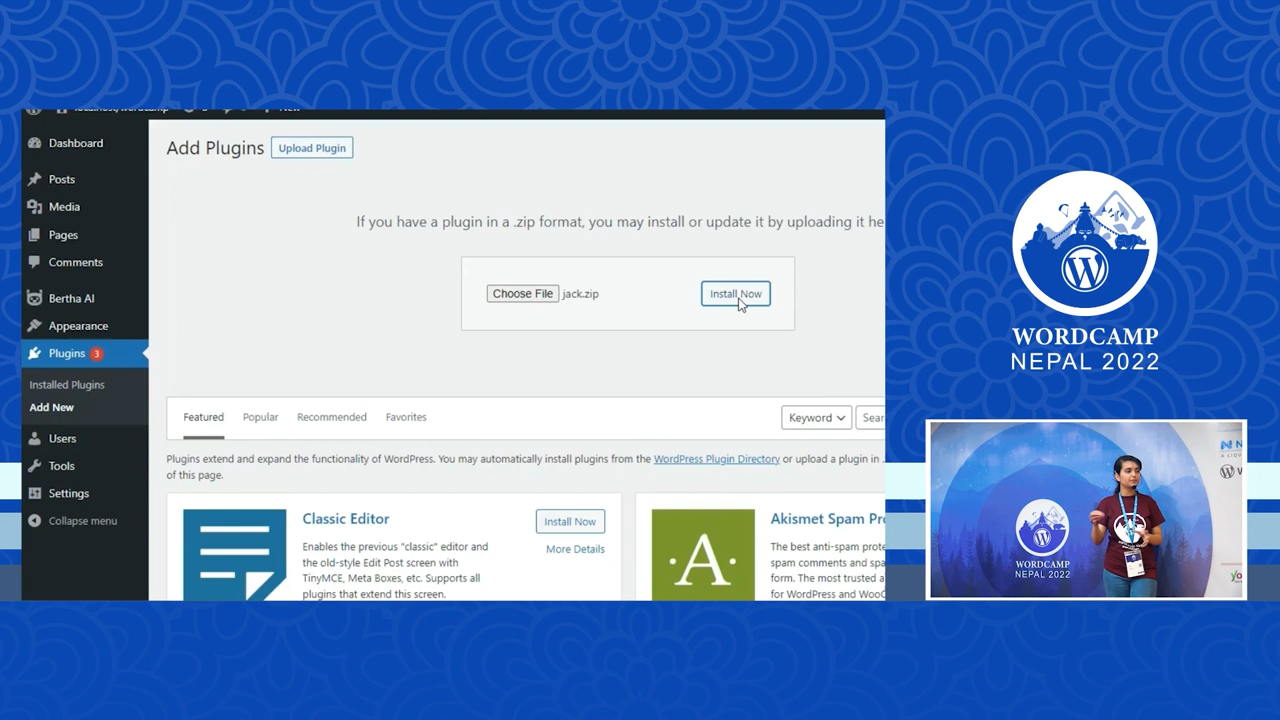 localhost/wordcamp
New
Dashboard
Posts
Media
Pages
Comments
Bertha AI
Appearance
Plugins 3
Installed Plugins
Add New
Users
Tools
Settings
Collapse menu
Add Plugins
Upload Plugin
If you have a plugin in a .zip format, you may install or update it by uploading it he
Choose File jack.zip
Install Now
Featured
Popular
Recommended
Favorites
Keyword
Sear
Plugins extend and expand the functionality of WordPress. You may automatically install plugins from the WordPress Plugin Directory or upload a plugin in .
of this page.
Classic Editor
Install Now
More Details
Enables the previous "classic" editor and
the old-style Edit Post screen with
TinyMCE, Meta Boxes, etc. Supports all
plugins that extend this screen.
·A·
Akismet Spam Pro
The best anti-spam prote
spam comments and spa
form. The most trusted a
for WordPress and WooC
WORDCAMP
NEPAL 2022
WORDCAMP
NEPAL 2022